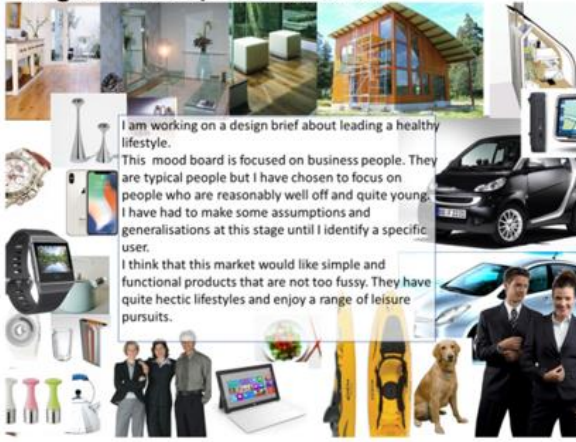 I am working on a design brief about leading a healthy
lifestyle.
This mood board is focused on business people. They
are typical people but I have chosen to focus on
people who are reasonably well off and quite young.
I have had to make some assumptions and
generalisations at this stage until I identify a specific
user.
I think that this market would like simple and
functional products that are not too fussy. They have
quite hectic lifestyles and enjoy a range of leisure
pursuits.